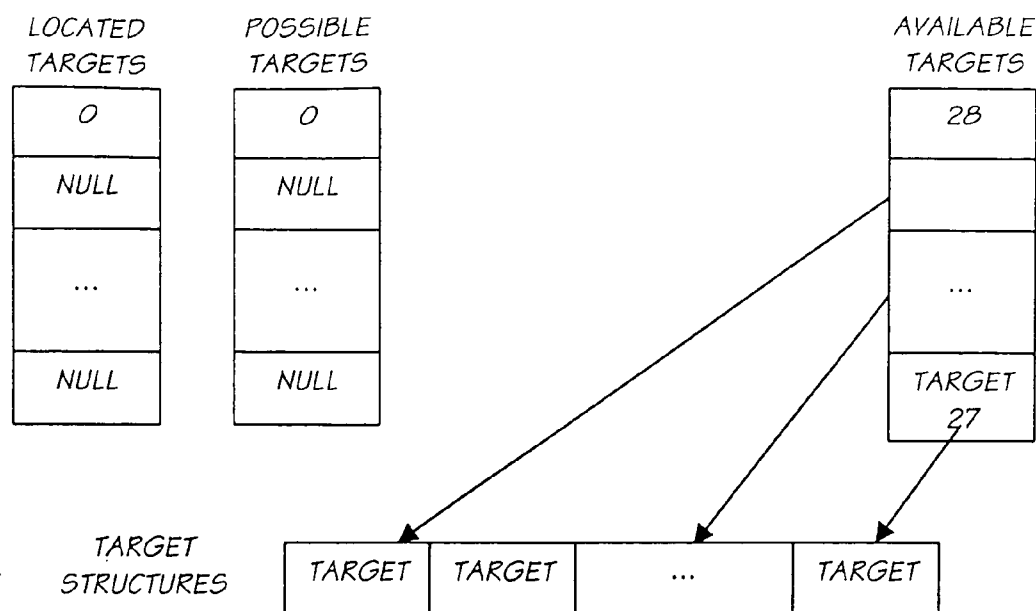 LOCATED
TARGETS
0
NULL
...
NULL
POSSIBLE
TARGETS
0
NULL
...
NULL
AVAILABLE
TARGETS
28
...
TARGET
27
TARGET
STRUCTURES
TARGET
TARGET
...
TARGET